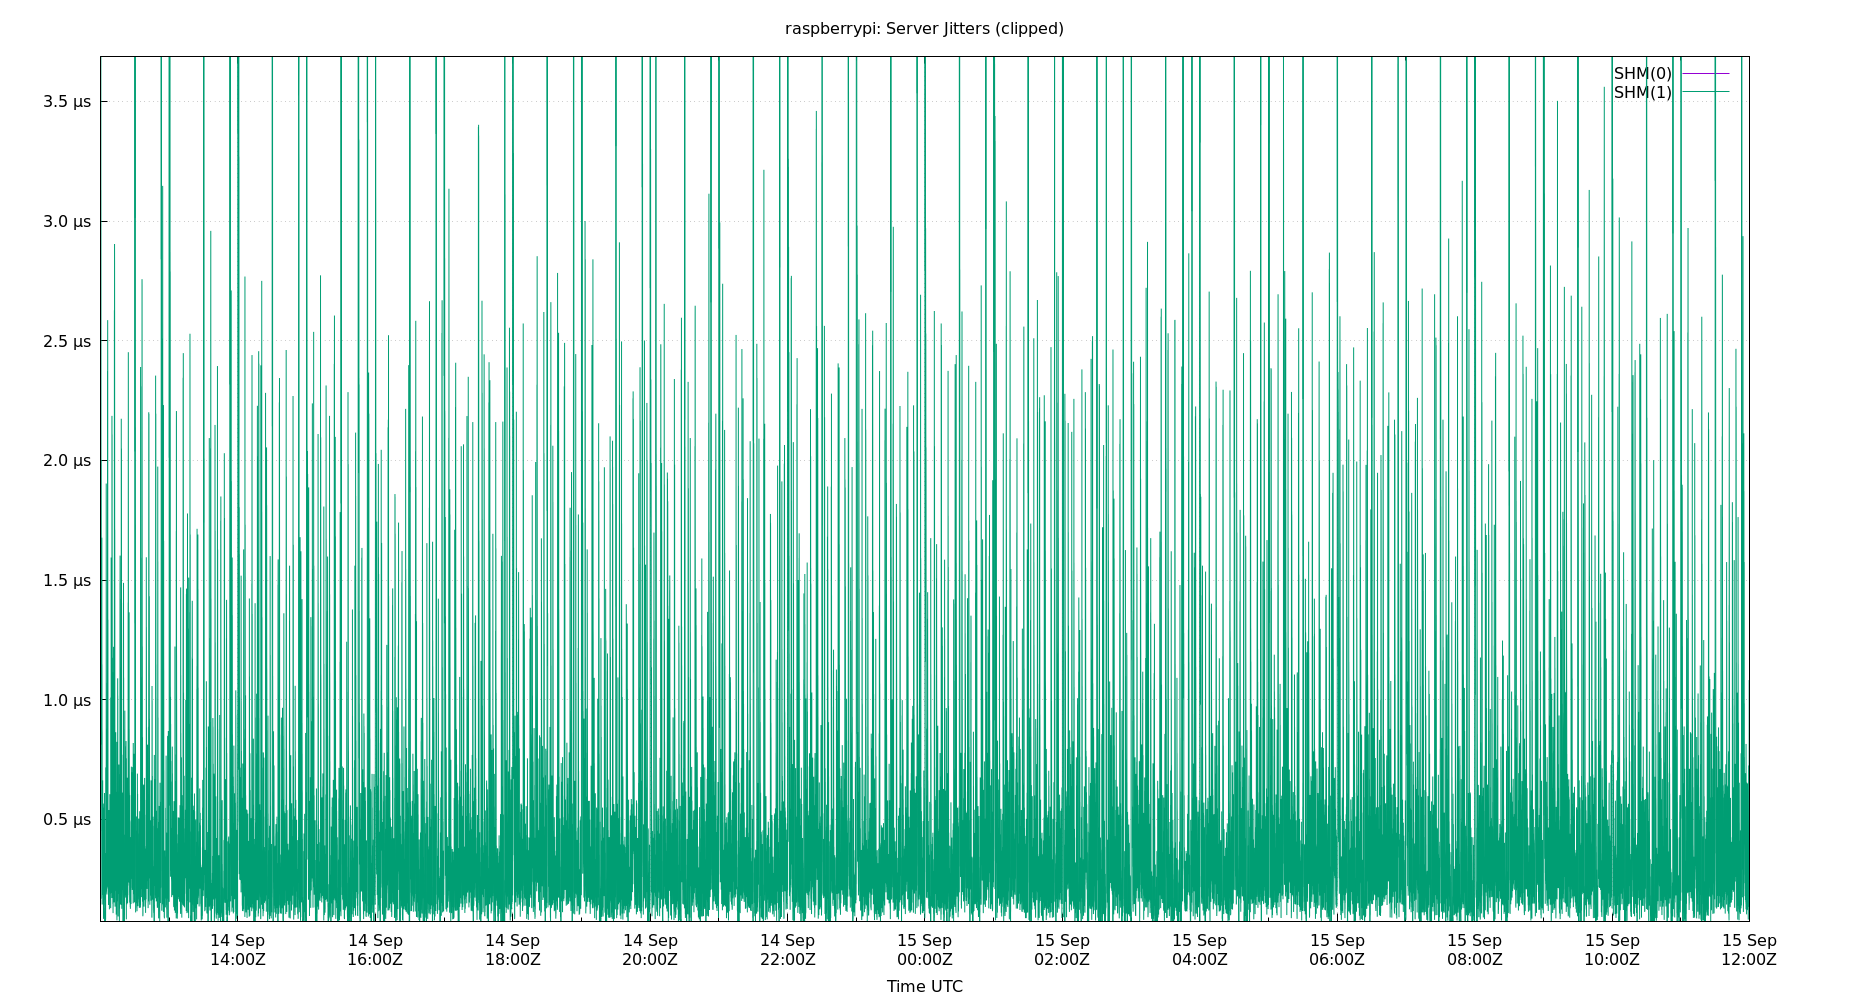 raspberrypi: Server Jitters (clipped)
SHM(0)
SHM(1)
3.5 µs
3.0 µs
2.5 µs
2.0 µs
1.5 µs
1.0 µs
0.5 µs
14 Sep 14 Sep 14 Sep 14 Sep 14 Sep 15 Sep 15 Sep 15 Sep 15 Sep 15 Sep 15 Sep 15 Sep
14:00Z 16:00Z 18:00Z 20:00Z 22:00Z 00:00Z 02:00Z 04:00Z 06:00Z 08:00Z 10:00Z 12:00Z
Time UTC